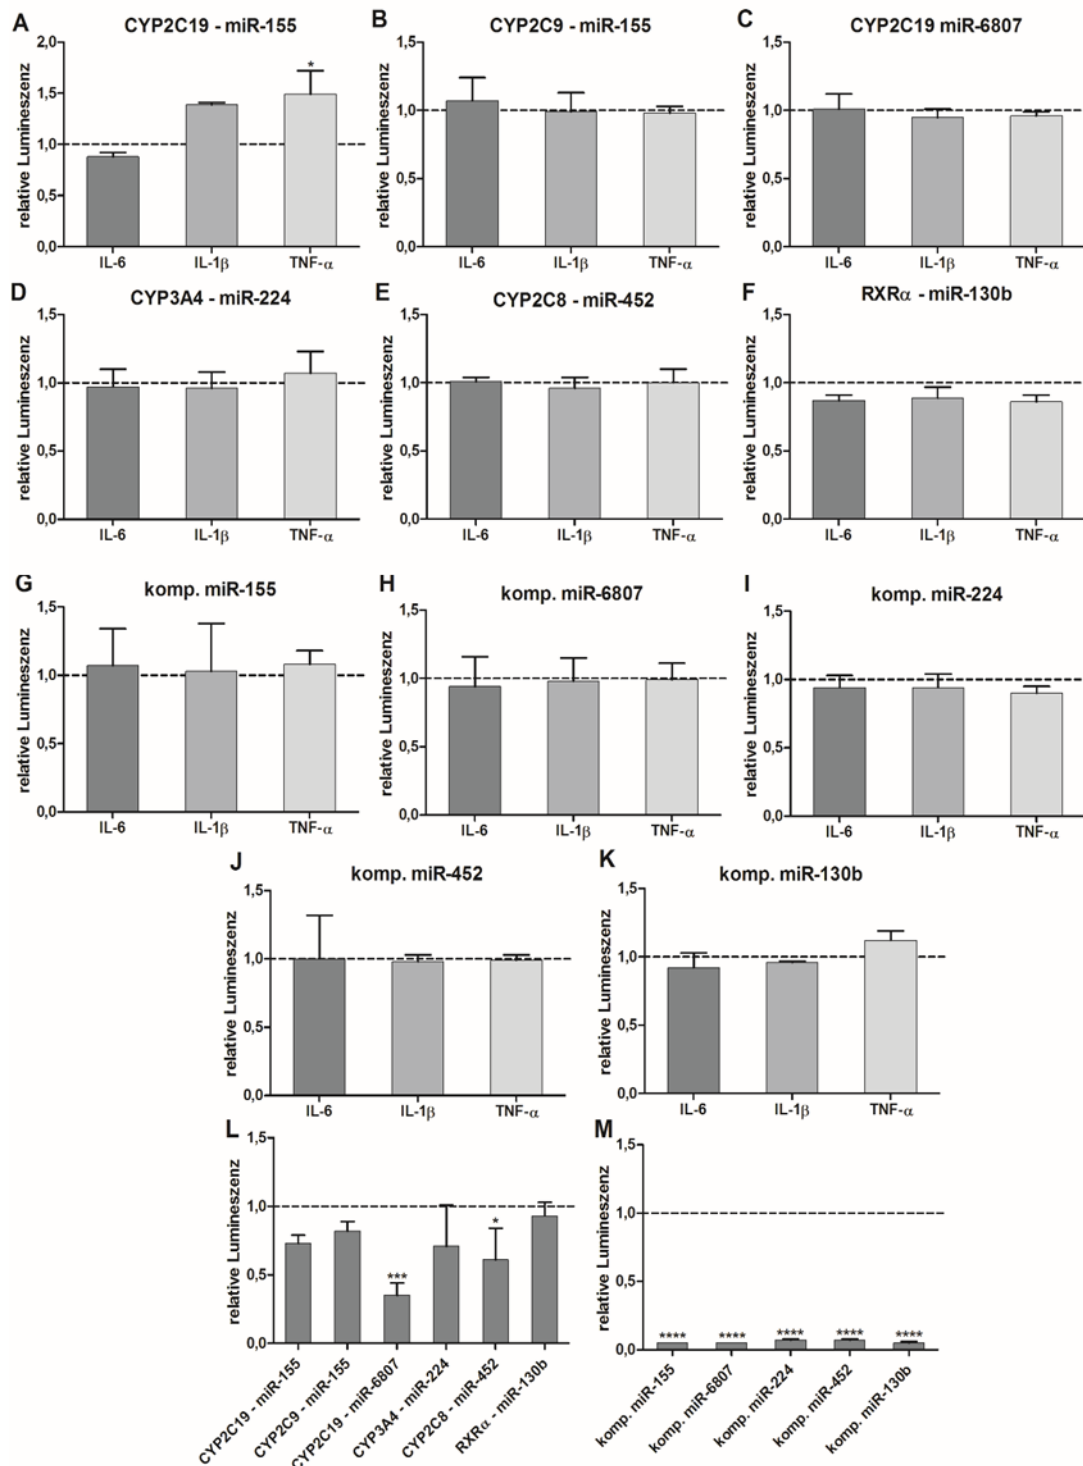 A CYP2C19 - miR-155
relative Lumineszenz
2,0
1,5
1,0
0,5
0,0
*
IL-6 IL-1β TNF-α
B CYP2C9 - miR-155
relative Lumineszenz
1,5
1,0
0,5
0,0
IL-6 IL-1β TNF-α
C CYP2C19 miR-6807
relative Lumineszenz
1,5
1,0
0,5
0,0
IL-6 IL-1β TNF-α
D CYP3A4 - miR-224
relative Lumineszenz
1,5
1,0
0,5
0,0
IL-6 IL-1β TNF-α
E CYP2C8 - miR-452
relative Lumineszenz
1,5
1,0
0,5
0,0
IL-6 IL-1β TNF-α
F RXRα - miR-130b
relative Lumineszenz
1,5
1,0
0,5
0,0
IL-6 IL-1β TNF-α
G komp. miR-155
relative Lumineszenz
1,5
1,0
0,5
0,0
IL-6 IL-1β TNF-α
H komp. miR-6807
relative Lumineszenz
1,5
1,0
0,5
0,0
IL-6 IL-1β TNF-α
I komp. miR-224
relative Lumineszenz
1,5
1,0
0,5
0,0
IL-6 IL-1β TNF-α
J komp. miR-452
relative Lumineszenz
1,5
1,0
0,5
0,0
IL-6 IL-1β TNF-α
K komp. miR-130b
relative Lumineszenz
1,5
1,0
0,5
0,0
IL-6 IL-1β TNF-α
L
relative Lumineszenz
1,5
1,0
0,5
0,0
*** *
CYP2C19 - miR-155
CYP2C9 - miR-155
CYP2C19 - miR-6807
CYP3A4 - miR-224
CYP2C8 - miR-452
RXRα - miR-130b
M
relative Lumineszenz
1,5
1,0
0,5
0,0
**** **** **** **** ****
komp. miR-155
komp. miR-6807
komp. miR-224
komp. miR-452
komp. miR-130b